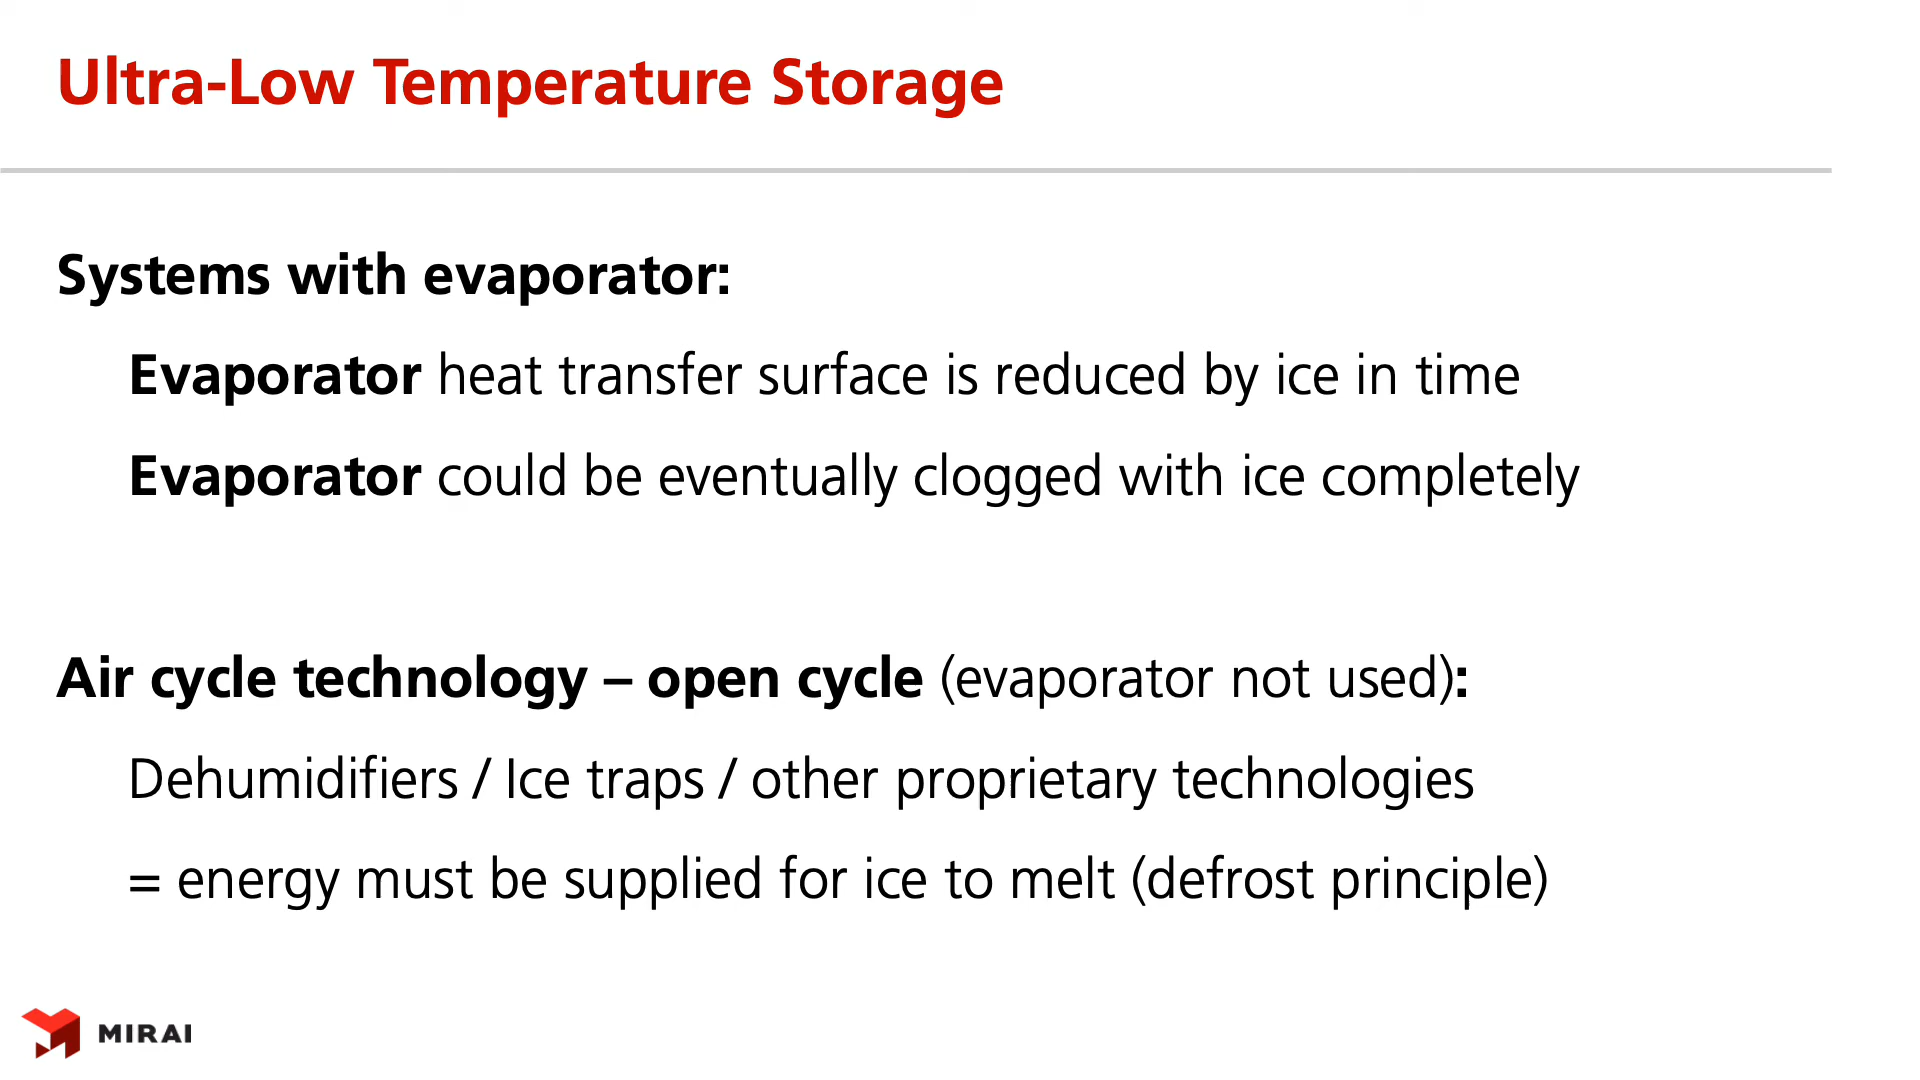 Ultra-Low Temperature Storage
Systems with evaporator:
Evaporator heat transfer surface is reduced by ice in time
Evaporator could be eventually clogged with ice completely
Air cycle technology – open cycle (evaporator not used):
Dehumidifiers / Ice traps / other proprietary technologies
= energy must be supplied for ice to melt (defrost principle)
MIRAI